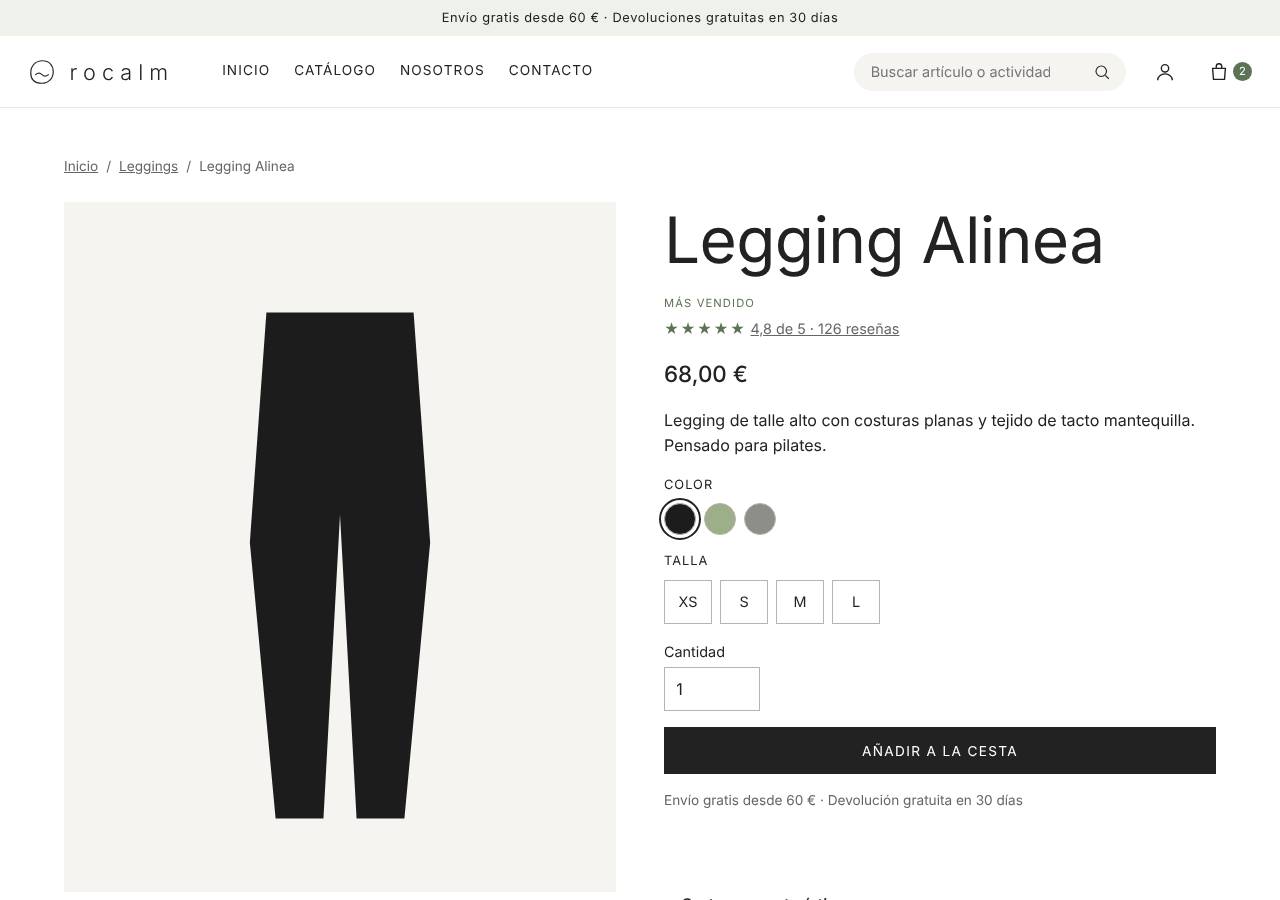 Envío gratis desde 60 € · Devoluciones gratuitas en 30 días
rocalm
INICIO CATÁLOGO NOSOTROS CONTACTO
Buscar artículo o actividad
2
Inicio / Leggings / Legging Alinea
Legging Alinea
MÁS VENDIDO
★★★★★ 4,8 de 5 · 126 reseñas
68,00 €
Legging de talle alto con costuras planas y tejido de tacto mantequilla.
Pensado para pilates.
COLOR
TALLA
XS S M L
Cantidad
1
AÑADIR A LA CESTA
Envío gratis desde 60 € · Devolución gratuita en 30 días